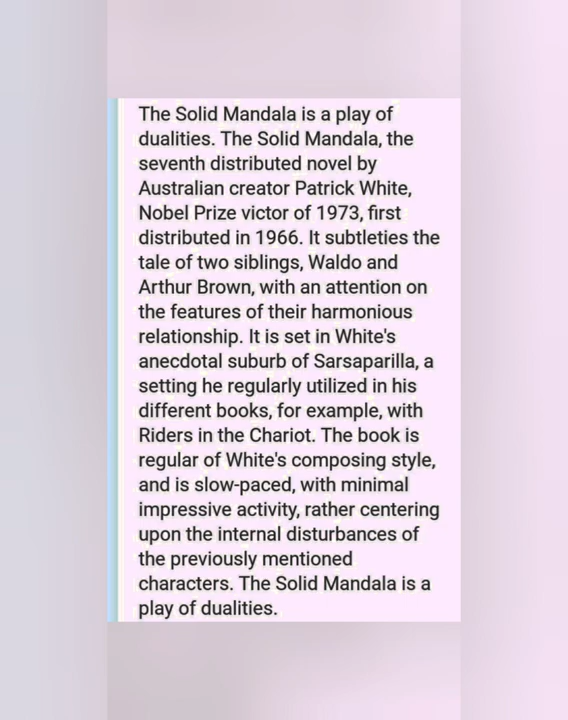 The Solid Mandala is a play of
dualities. The Solid Mandala, the
seventh distributed novel by
Australian creator Patrick White,
Nobel Prize victor of 1973, first
distributed in 1966. It subtleties the
tale of two siblings, Waldo and
Arthur Brown, with an attention on
the features of their harmonious
relationship. It is set in White's
anecdotal suburb of Sarsaparilla, a
setting he regularly utilized in his
different books, for example, with
Riders in the Chariot. The book is
regular of White's composing style,
and is slow-paced, with minimal
impressive activity, rather centering
upon the internal disturbances of
the previously mentioned
characters. The Solid Mandala is a
play of dualities.